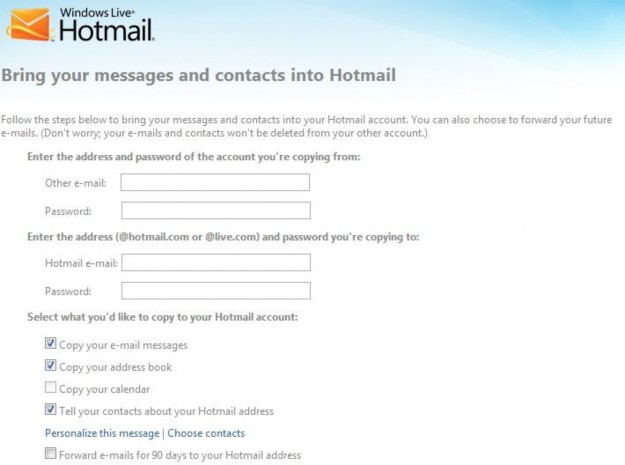 Windows Live®
Hotmail®
Bring your messages and contacts into Hotmail
Follow the steps below to bring your messages and contacts into your Hotmail account. You can also choose to forward your future
e-mails. (Don't worry; your e-mails and contacts won't be deleted from your other account.)
Enter the address and password of the account you're copying from:
Other e-mail:
Password:
Enter the address (@hotmail.com or @live.com) and password you're copying to:
Hotmail e-mail:
Password:
Select what you'd like to copy to your Hotmail account:
Copy your e-mail messages
Copy your address book
Copy your calendar
Tell your contacts about your Hotmail address
Personalize this message | Choose contacts
Forward e-mails for 90 days to your Hotmail address